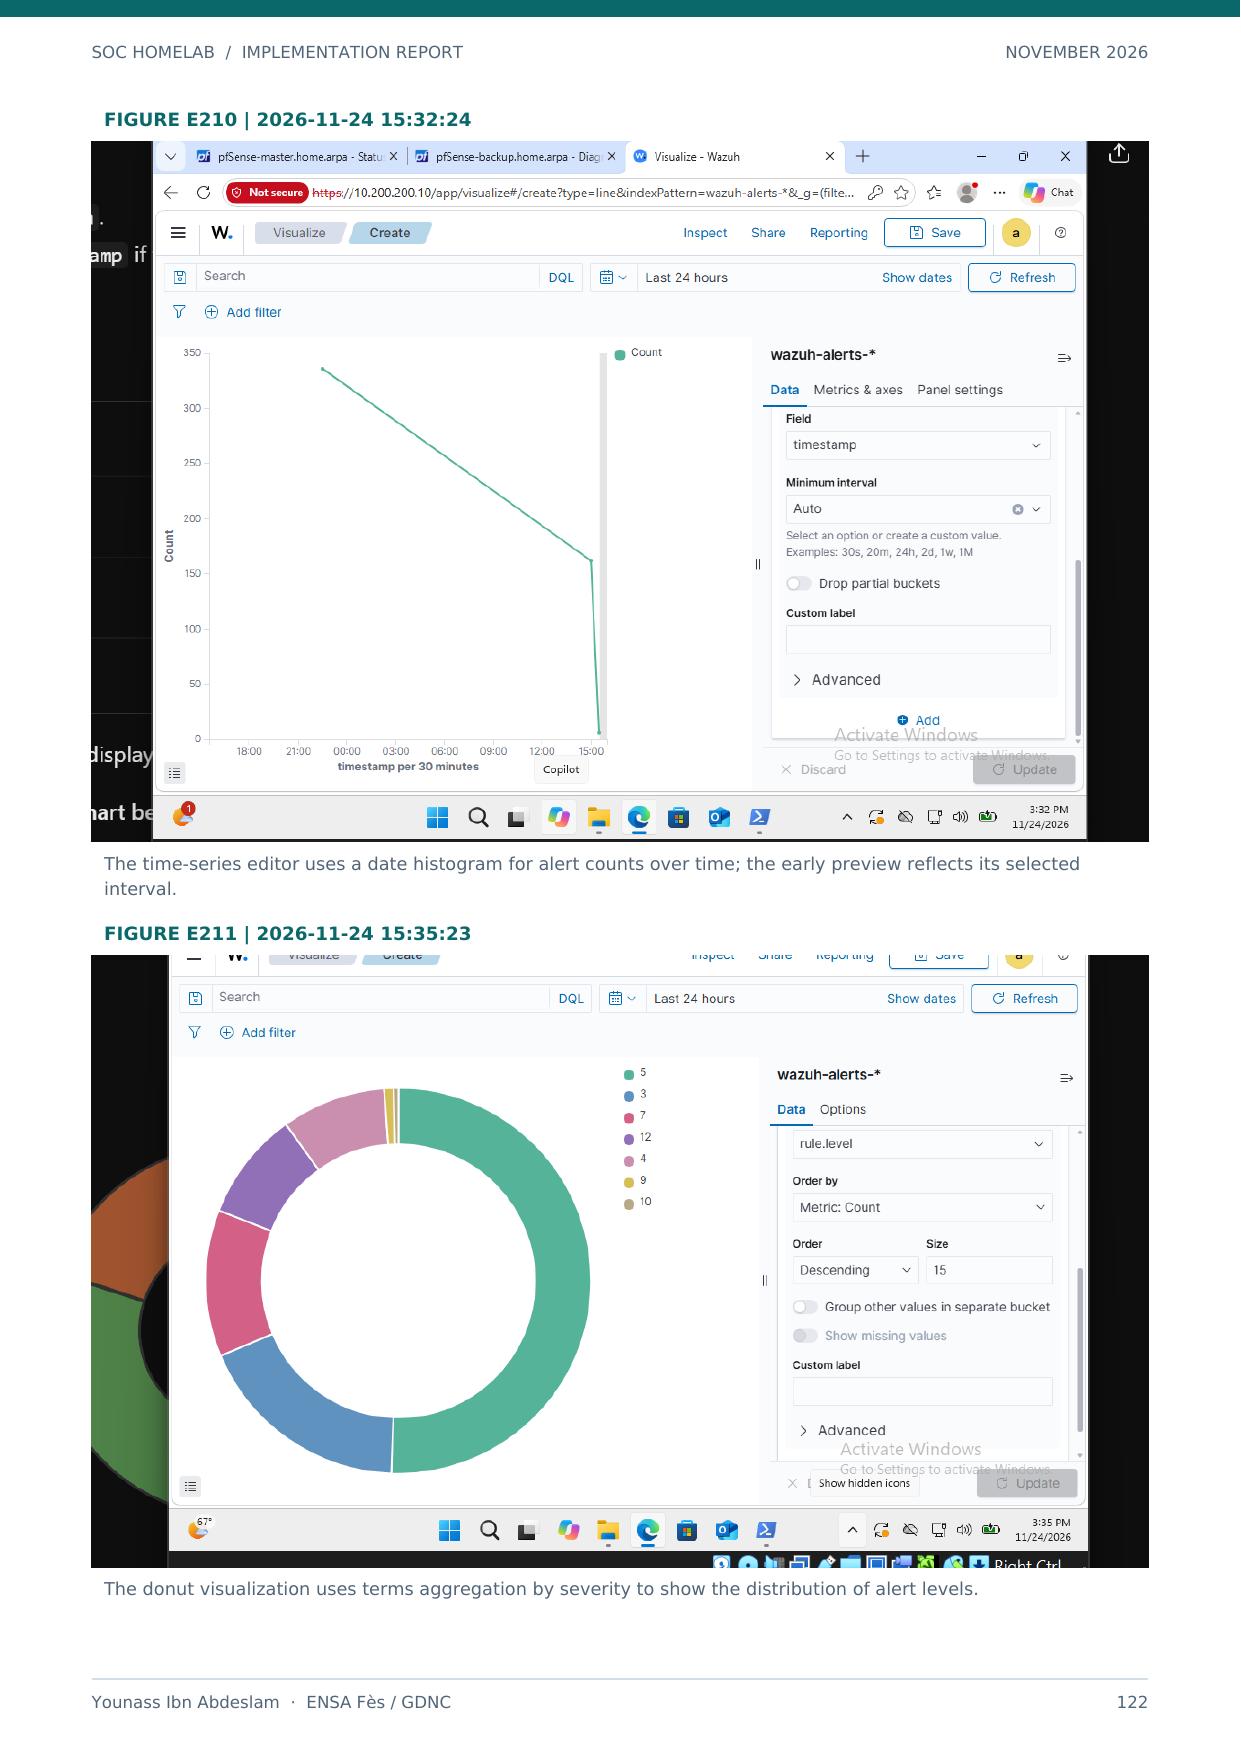 SOC HOMELAB / IMPLEMENTATION REPORT
NOVEMBER 2026
FIGURE E210 | 2026-11-24 15:32:24
pfSense-master.home.arpa - Status
pfSense-backup.home.arpa - Diag
Visualize - Wazuh
Not secure https://10.200.200.10/app/visualize#/create?type=line&indexPattern=wazuh-alerts-*&_g=(filte...
Chat
amp if
W. Visualize Create
Inspect Share Reporting Save a
Search DQL Last 24 hours Show dates Refresh
Add filter
350
300
250
200
150
100
50
0
Count
18:00 21:00 00:00 03:00 06:00 09:00 12:00 15:00
timestamp per 30 minutes
Count
Copilot
wazuh-alerts-*
Data Metrics & axes Panel settings
Field
timestamp
Minimum interval
Auto
Select an option or create a custom value.
Examples: 30s, 20m, 24h, 2d, 1w, 1M
Drop partial buckets
Custom label
Advanced
Add
Activate Windows
Go to Settings to activate Windows.
Discard Update
display
hart be
1
3:32 PM
11/24/2026
The time-series editor uses a date histogram for alert counts over time; the early preview reflects its selected
interval.
FIGURE E211 | 2026-11-24 15:35:23
W. Visualize Create
Inspect Share Reporting Save a
Search DQL Last 24 hours Show dates Refresh
Add filter
5
3
7
12
4
9
10
wazuh-alerts-*
Data Options
rule.level
Order by
Metric: Count
Order Size
Descending 15
Group other values in separate bucket
Show missing values
Custom label
Advanced
Activate Windows
Go to Settings to activate Windows.
Show hidden icons
Update
67°
3:35 PM
11/24/2026
Right Ctrl
The donut visualization uses terms aggregation by severity to show the distribution of alert levels.
Younass Ibn Abdeslam · ENSA Fès / GDNC
122